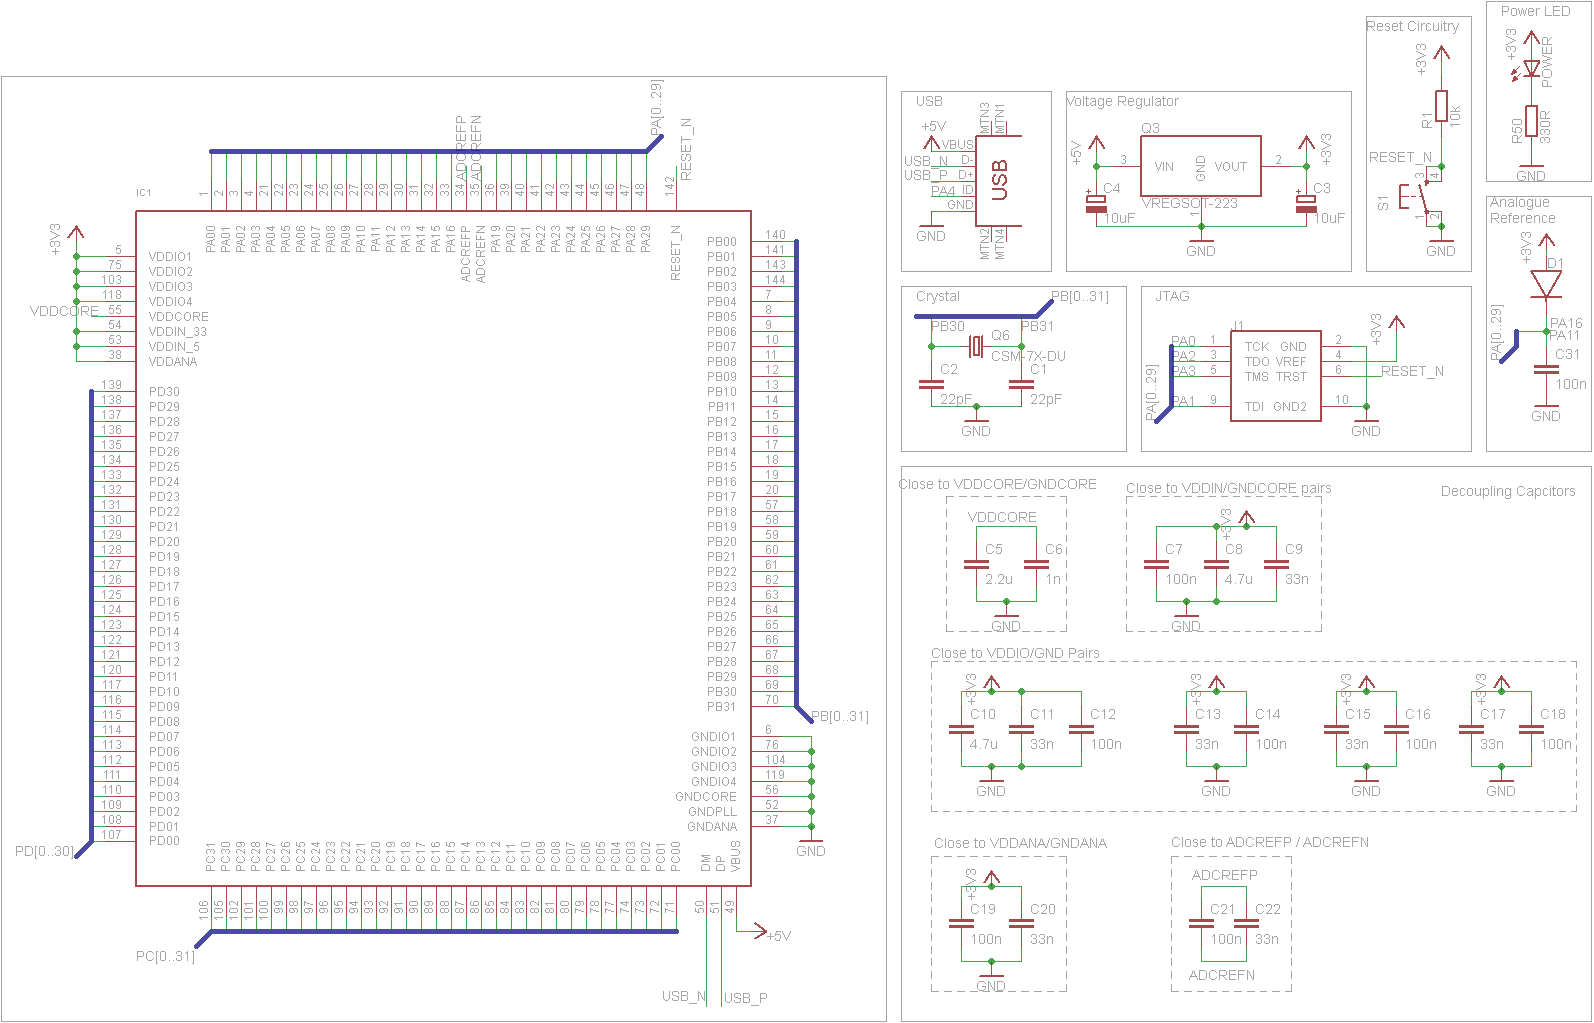 IC1
PA[0..29]
RESET_N
ADCREFP
ADCREFN
1
2
3
4
21
22
23
24
25
26
27
28
29
30
31
32
33
34
35
36
39
40
41
42
43
44
45
46
47
48
142
PA00
PA01
PA02
PA03
PA04
PA05
PA06
PA07
PA08
PA09
PA10
PA11
PA12
PA13
PA14
PA15
PA16
ADCREFP
ADCREFN
PA19
PA20
PA21
PA22
PA23
PA24
PA25
PA26
PA27
PA28
PA29
RESET_N
+3V3
VDDCORE
5 VDDIO1
75 VDDIO2
103 VDDIO3
118 VDDIO4
55 VDDCORE
54 VDDIN_33
53 VDDIN_5
38 VDDANA
139 PD30
138 PD29
137 PD28
136 PD27
135 PD26
134 PD25
133 PD24
132 PD23
131 PD22
130 PD21
129 PD20
128 PD19
127 PD18
126 PD17
125 PD16
124 PD15
123 PD14
122 PD13
121 PD12
120 PD11
117 PD10
116 PD09
115 PD08
114 PD07
113 PD06
112 PD05
111 PD04
110 PD03
109 PD02
108 PD01
107 PD00
PD[0..30]
PB00 140
PB01 141
PB02 143
PB03 144
PB04 7
PB05 8
PB06 9
PB07 10
PB08 11
PB09 12
PB10 13
PB11 14
PB12 15
PB13 16
PB14 17
PB15 18
PB16 19
PB17 20
PB18 57
PB19 58
PB20 59
PB21 60
PB22 61
PB23 62
PB24 63
PB25 64
PB26 65
PB27 66
PB28 67
PB29 68
PB30 69
PB31 70
PB[0..31]
GNDIO1 6
GNDIO2 76
GNDIO3 104
GNDIO4 119
GNDCORE 56
GNDPLL 52
GNDANA 37
GND
PC31
PC30
PC29
PC28
PC27
PC26
PC25
PC24
PC23
PC22
PC21
PC20
PC19
PC18
PC17
PC16
PC15
PC14
PC13
PC12
PC11
PC10
PC09
PC08
PC07
PC06
PC05
PC04
PC03
PC02
PC01
PC00
DM
DP
VBUS
106
105
102
101
100
99
98
97
96
95
94
93
92
91
90
89
88
87
86
85
84
83
82
81
80
79
78
77
74
73
72
71
50
51
49
+5V
PC[0..31]
USB_N
USB_P
USB
+5V
MTN3
MTN1
VBUS
USB_N D-
USB_P D+
PA4 ID
GND
USB
GND
MTN2
MTN4
Voltage Regulator
+5V
Q3
+3V3
3 VIN
GND
VOUT 2
1
C4
10uF
VREGSOT-223
C3
10uF
GND
Reset Circuitry
+3V3
R1
10k
RESET_N
S1
3
4
1
2
GND
Power LED
+3V3
POWER
R50
330R
GND
Analogue
Reference
+3V3
D1
PA[0..29]
PA16
PA11
C31
100n
GND
Crystal
PB[0..31]
PB30
PB31
Q6
CSM-7X-DU
C2
22pF
C1
22pF
GND
JTAG
J1
+3V3
PA0 1 TCK GND 2
PA2 3 TDO VREF 4
PA3 5 TMS TRST 6
RESET_N
PA1 9 TDI GND2 10
PA[0..29]
GND
Decoupling Capcitors
Close to VDDCORE/GNDCORE
VDDCORE
C5
2.2u
C6
1n
GND
Close to VDDIN/GNDCORE pairs
+3V3
C7
100n
C8
4.7u
C9
33n
GND
Close to VDDIO/GND Pairs
+3V3
C10
4.7u
C11
33n
C12
100n
GND
+3V3
C13
33n
C14
100n
GND
+3V3
C15
33n
C16
100n
GND
+3V3
C17
33n
C18
100n
GND
Close to VDDANA/GNDANA
+3V3
C19
100n
C20
33n
GND
Close to ADCREFP / ADCREFN
ADCREFP
C21
100n
C22
33n
ADCREFN